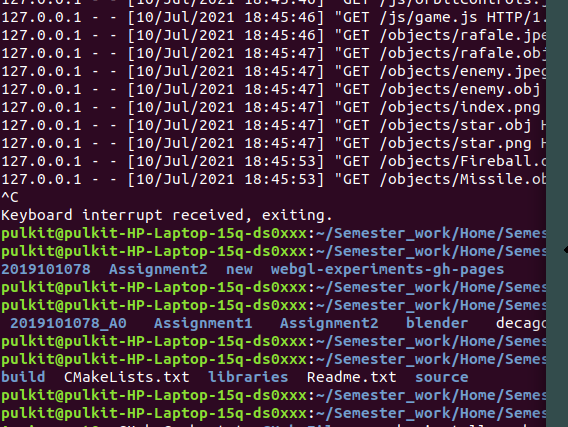 127.0.0.1 - - [10/Jul/2021 18:45:46] "GET /js/OrbitControls.j
127.0.0.1 - - [10/Jul/2021 18:45:46] "GET /js/game.js HTTP/1.
127.0.0.1 - - [10/Jul/2021 18:45:46] "GET /objects/rafale.jpe
127.0.0.1 - - [10/Jul/2021 18:45:47] "GET /objects/rafale.obj
127.0.0.1 - - [10/Jul/2021 18:45:47] "GET /objects/enemy.jpeg
127.0.0.1 - - [10/Jul/2021 18:45:47] "GET /objects/enemy.obj
127.0.0.1 - - [10/Jul/2021 18:45:47] "GET /objects/index.png
127.0.0.1 - - [10/Jul/2021 18:45:47] "GET /objects/star.obj H
127.0.0.1 - - [10/Jul/2021 18:45:47] "GET /objects/star.png H
127.0.0.1 - - [10/Jul/2021 18:45:53] "GET /objects/Fireball.o
127.0.0.1 - - [10/Jul/2021 18:45:53] "GET /objects/Missile.ob
^C
Keyboard interrupt received, exiting.
pulkit@pulkit-HP-Laptop-15q-ds0xxx:~/Semester_work/Home/Semes
pulkit@pulkit-HP-Laptop-15q-ds0xxx:~/Semester_work/Home/Semes
2019101078 Assignment2 new webgl-experiments-gh-pages
pulkit@pulkit-HP-Laptop-15q-ds0xxx:~/Semester_work/Home/Semes
pulkit@pulkit-HP-Laptop-15q-ds0xxx:~/Semester_work/Home/Semes
2019101078_A0 Assignment1 Assignment2 blender decago
pulkit@pulkit-HP-Laptop-15q-ds0xxx:~/Semester_work/Home/Semes
pulkit@pulkit-HP-Laptop-15q-ds0xxx:~/Semester_work/Home/Semes
build CMakeLists.txt libraries Readme.txt source
pulkit@pulkit-HP-Laptop-15q-ds0xxx:~/Semester_work/Home/Semes
pulkit@pulkit-HP-Laptop-15q-ds0xxx:~/Semester_work/Home/Semes